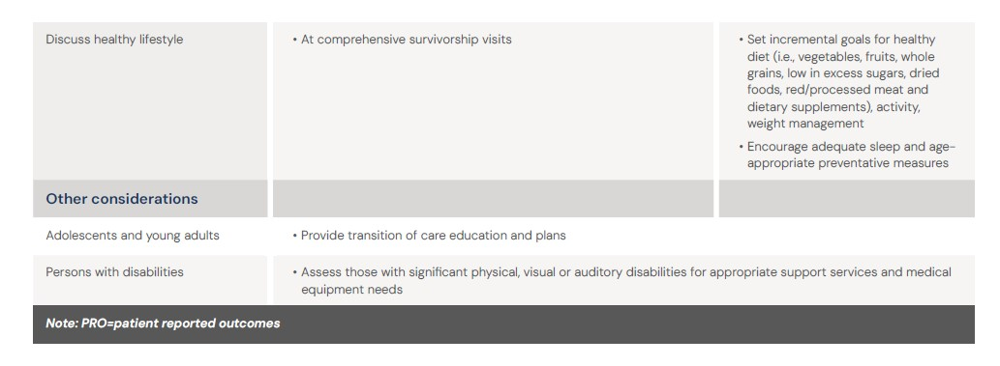 Discuss healthy lifestyle
• At comprehensive survivorship visits
• Set incremental goals for healthy
diet (i.e., vegetables, fruits, whole
grains, low in excess sugars, dried
foods, red/processed meat and
dietary supplements), activity,
weight management
• Encourage adequate sleep and age-
appropriate preventative measures
Other considerations
Adolescents and young adults
• Provide transition of care education and plans
Persons with disabilities
• Assess those with significant physical, visual or auditory disabilities for appropriate support services and medical
equipment needs
Note: PRO=patient reported outcomes